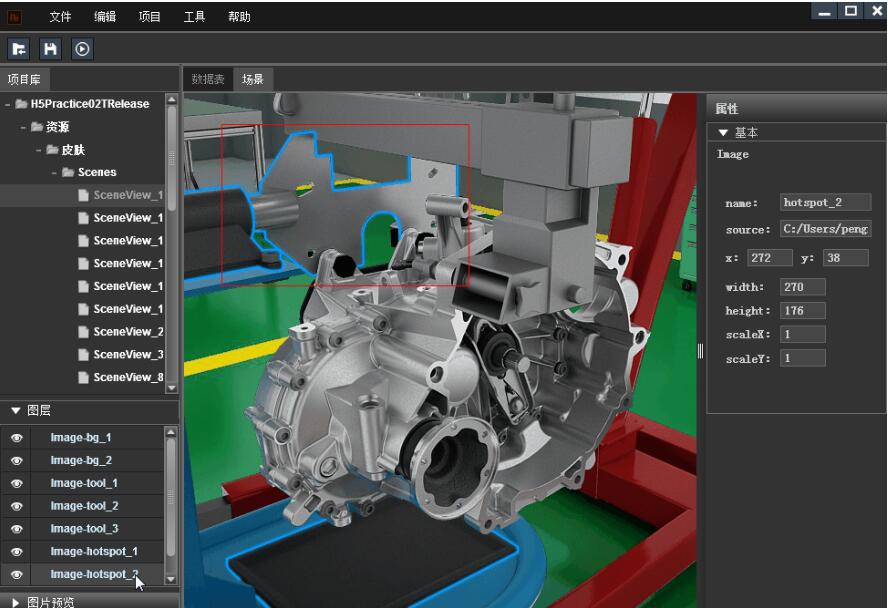 文件 编辑 项目 工具 帮助
项目库
数据表 场景
H5Practice02TRelease
资源
皮肤
Scenes
SceneView_1
SceneView_1
SceneView_1
SceneView_1
SceneView_1
SceneView_1
SceneView_2
SceneView_3
SceneView_8
图层
Image-bg_1
Image-bg_2
Image-tool_1
Image-tool_2
Image-tool_3
Image-hotspot_1
Image-hotspot_2
图片预览
属性
基本
Image
name: hotspot_2
source: C:/Users/peng
x: 272 y: 38
width: 270
height: 176
scaleX: 1
scaleY: 1